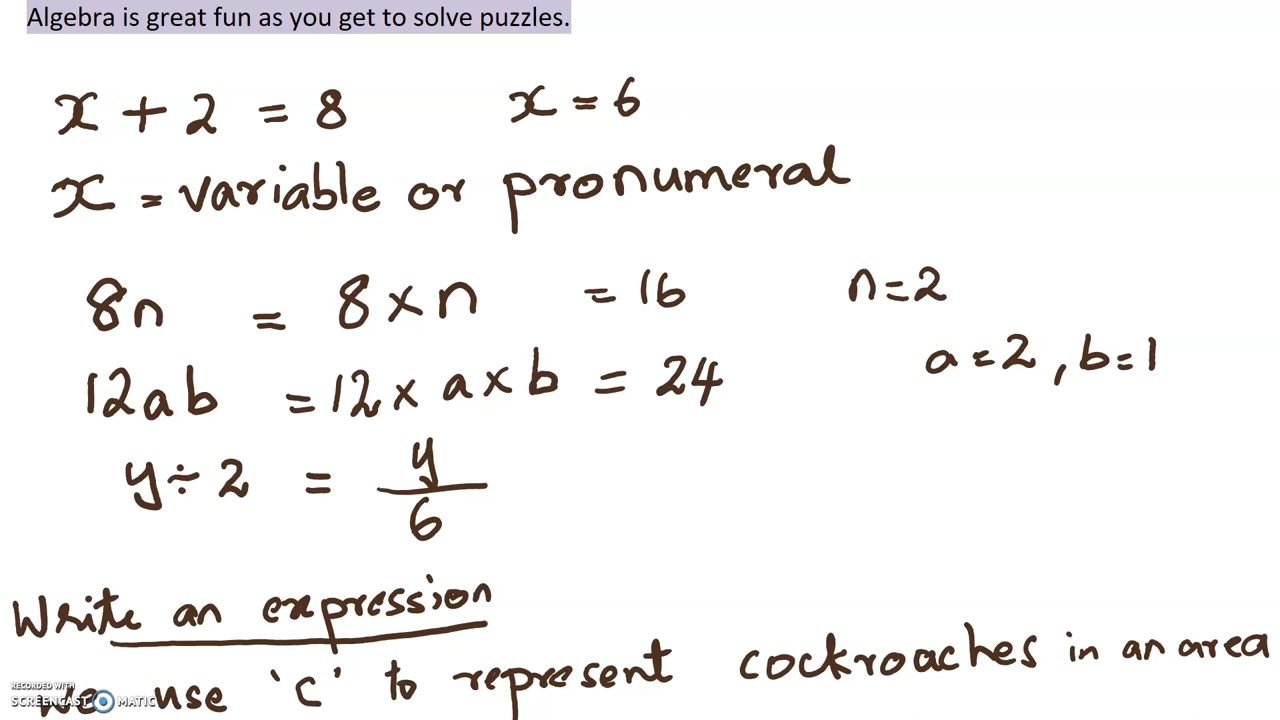 Algebra is great fun as you get to solve puzzles.
x + 2 = 8 x = 6
x = variable or pronumeral
8n = 8 × n = 16 n = 2
12ab = 12 × a × b = 24 a = 2, b = 1
y ÷ 2 = y/6
Write an expression
We use 'c' to represent cockroaches in an area
RECORDED WITH
SCREENCAST MATIC